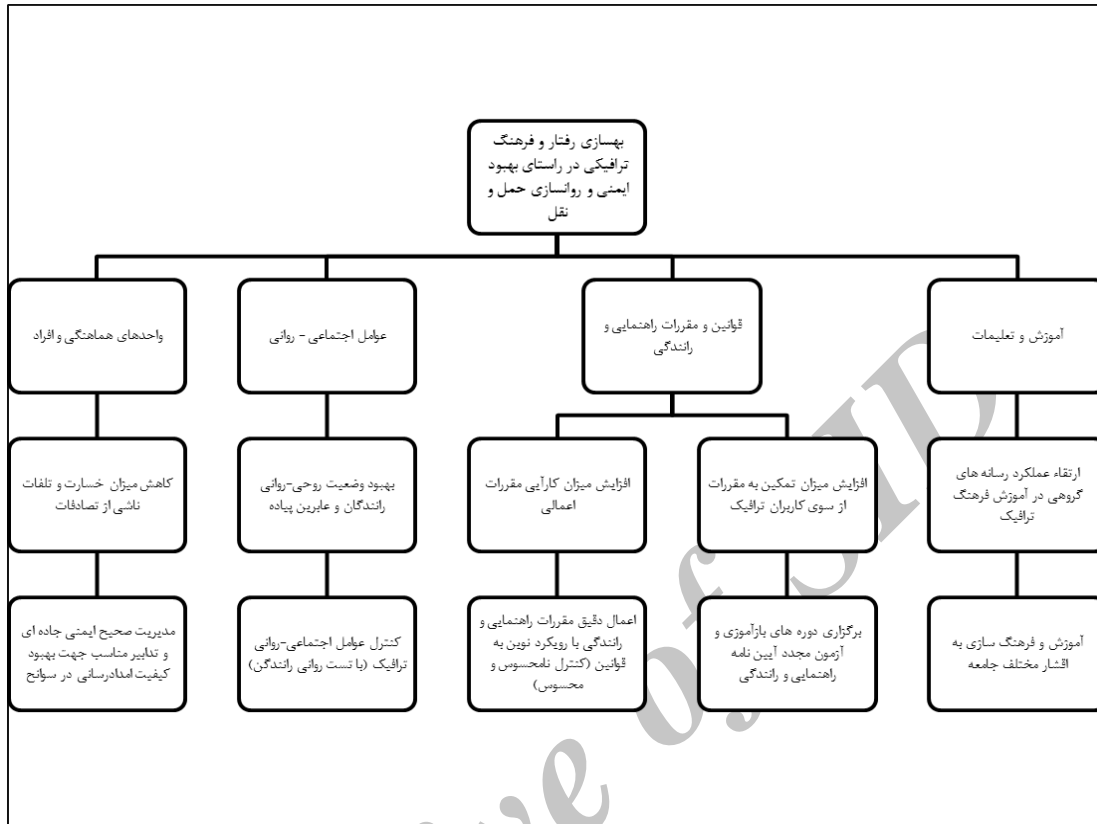 بهسازی رفتار و فرهنگ
ترافیکی در راستای بهبود
ایمنی و روانسازی حمل و
نقل
آموزش و تعلیمات
قوانین و مقررات راهنمایی و
رانندگی
عوامل اجتماعی - روانی
واحدهای هماهنگی و افراد
ارتقاء عملکرد رسانه های
گروهی در آموزش فرهنگ
ترافیک
افزایش میزان تمکین به مقررات
از سوی کاربران ترافیک
افزایش میزان کارآیی مقررات
اعمالی
بهبود وضعیت روحی-روانی
رانندگان و عابرین پیاده
کاهش میزان خسارت و تلفات
ناشی از تصادفات
آموزش و فرهنگ سازی به
اقشار مختلف جامعه
برگزاری دوره های بازآموزی و
آزمون مجدد آیین نامه
راهنمایی و رانندگی
اعمال دقیق مقررات راهنمایی و
رانندگی با رویکرد نوین به
قوانین (کنترل نامحسوس و
محسوس)
کنترل عوامل اجتماعی-روانی
ترافیک (با تست روانی رانندگن)
مدیریت صحیح ایمنی جاده ای
و تدابیر مناسب جهت بهبود
کیفیت امدادرسانی در سوانح
ive of SID